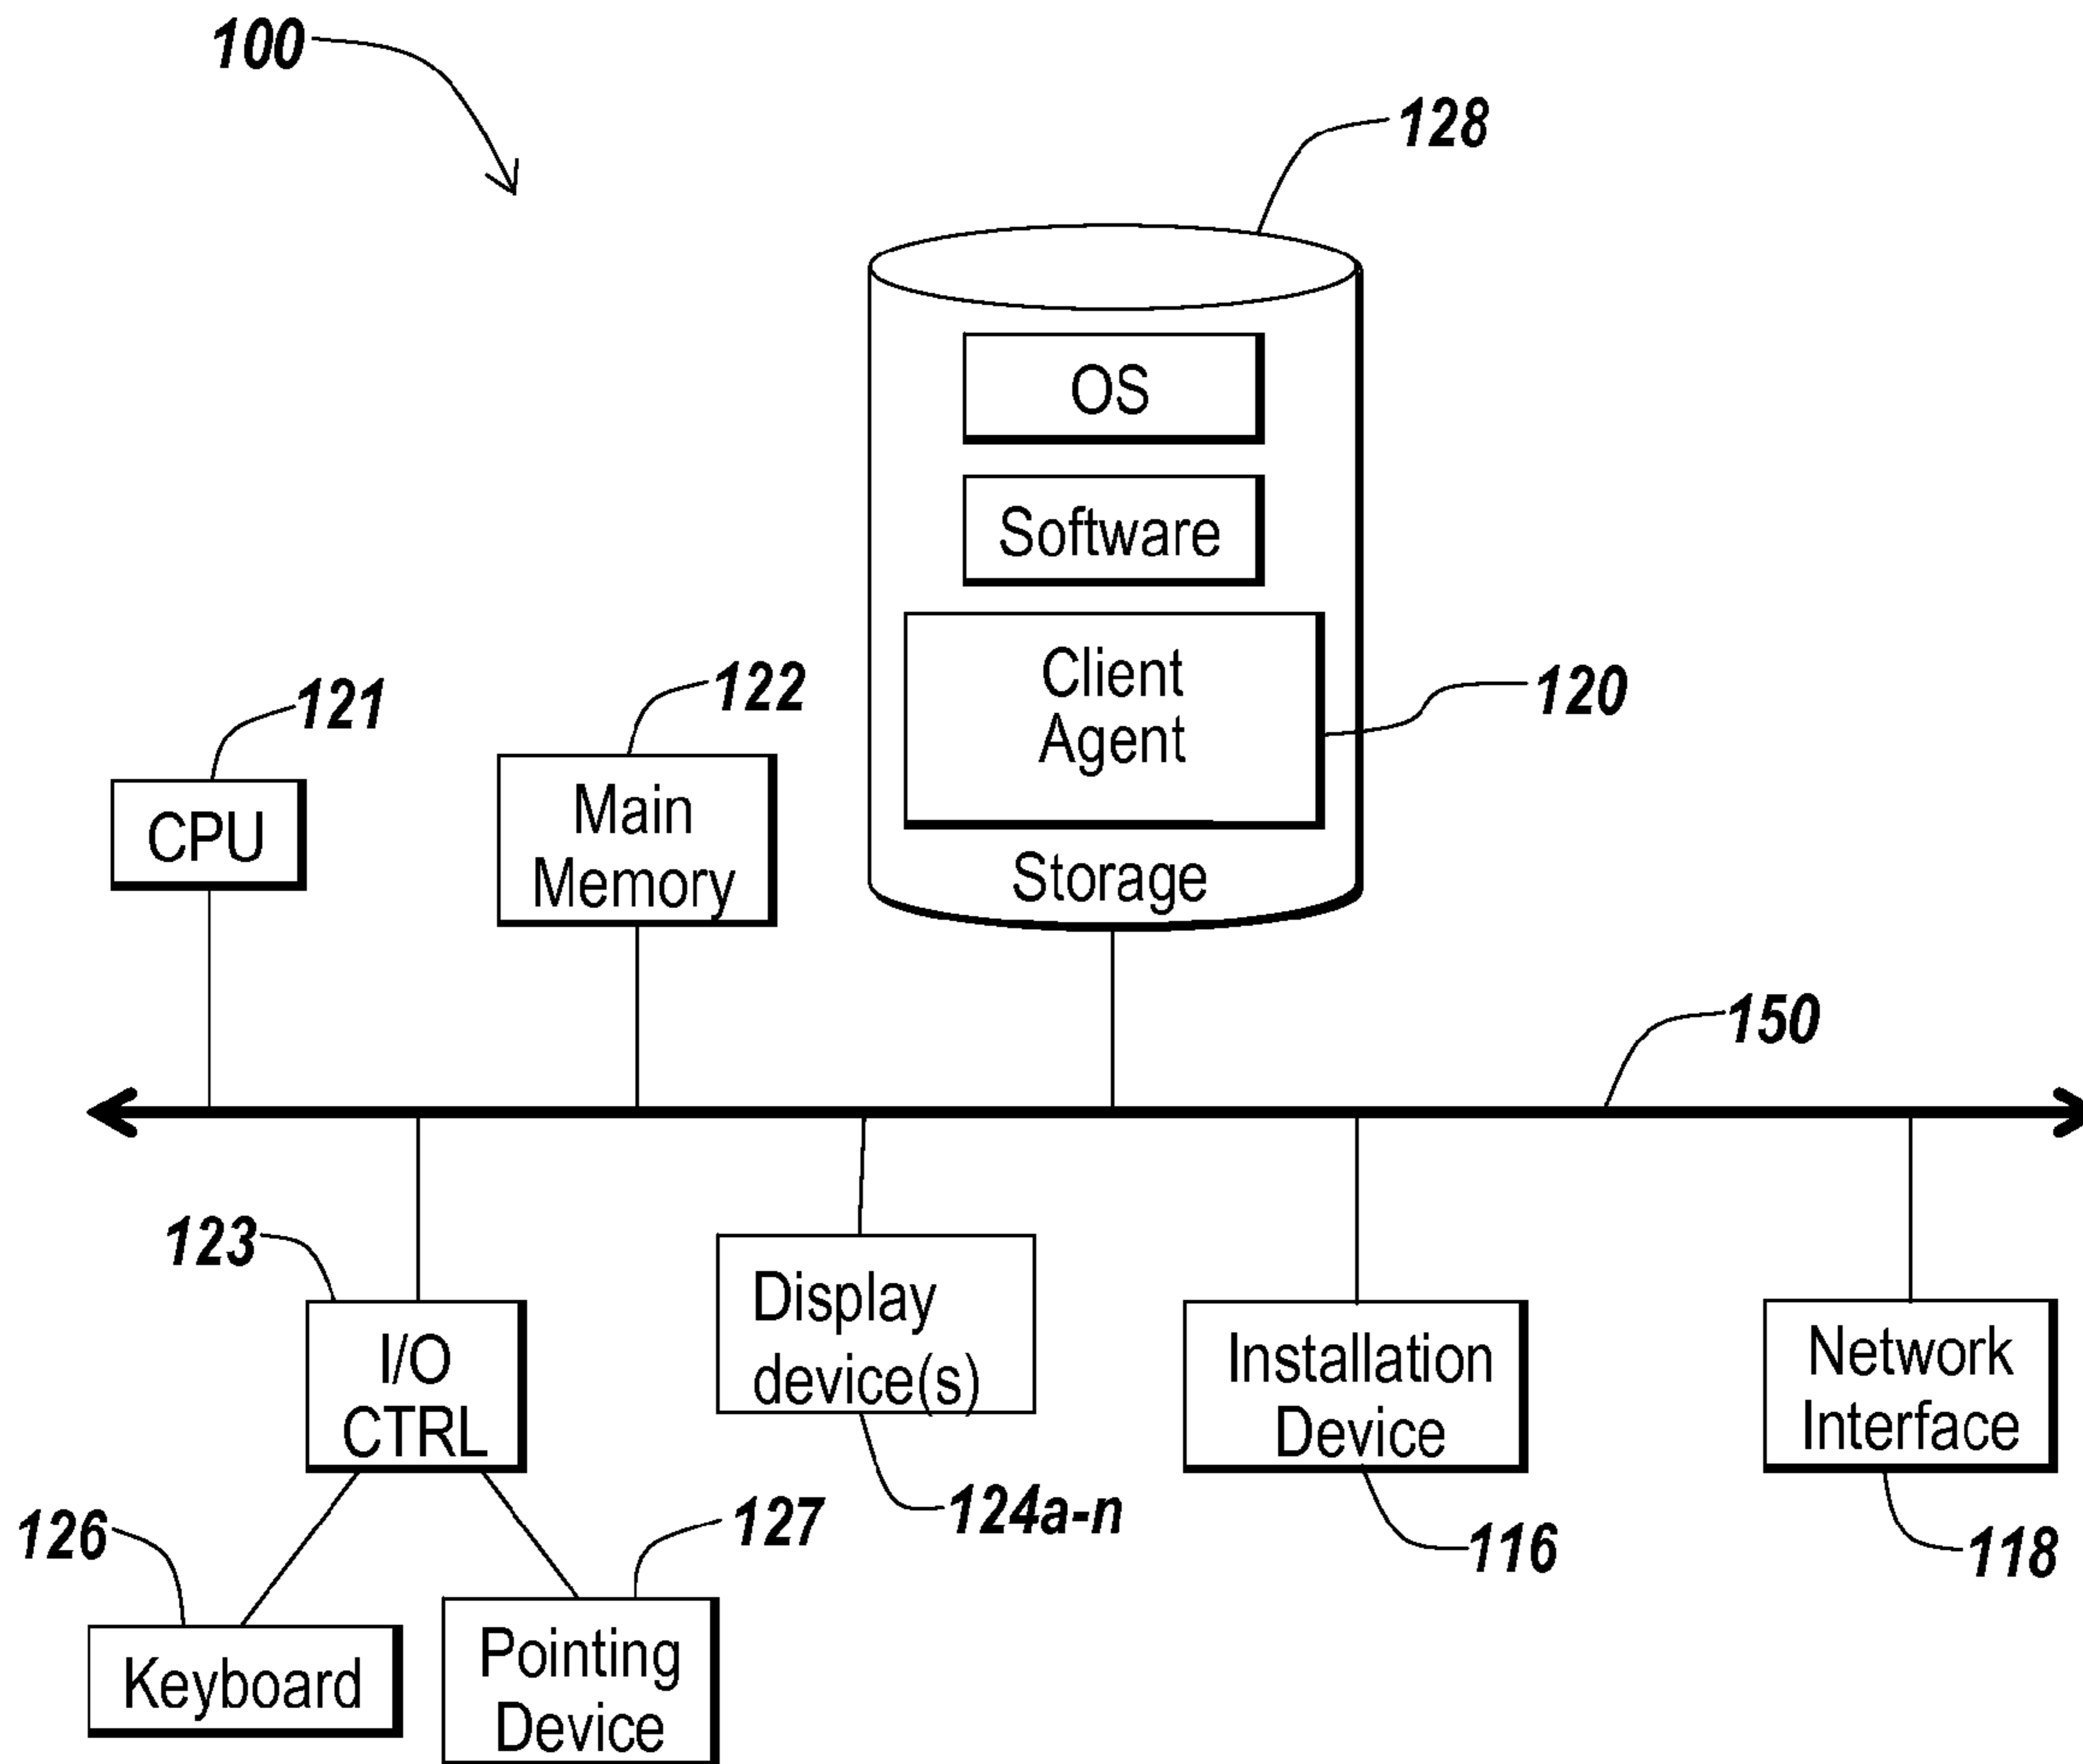 100
128
OS
Software
Client
Agent
120
Storage
121
CPU
122
Main
Memory
150
123
I/O
CTRL
Display
device(s)
124a-n
Installation
Device
116
Network
Interface
118
126
Keyboard
127
Pointing
Device